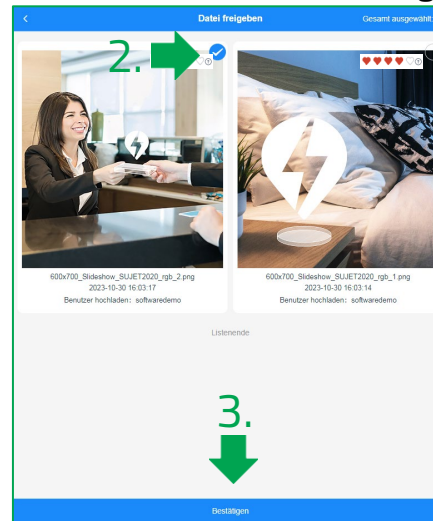 Datei freigeben
Gesamt ausgewählt:
2.
600x700_Slideshow_SUJET2020_rgb_2.png
2023-10-30 16:03:17
Benutzer hochladen: softwaredemo
600x700_Slideshow_SUJET2020_rgb_1.png
2023-10-30 16:03:14
Benutzer hochladen: softwaredemo
Listenende
3.
Bestätigen